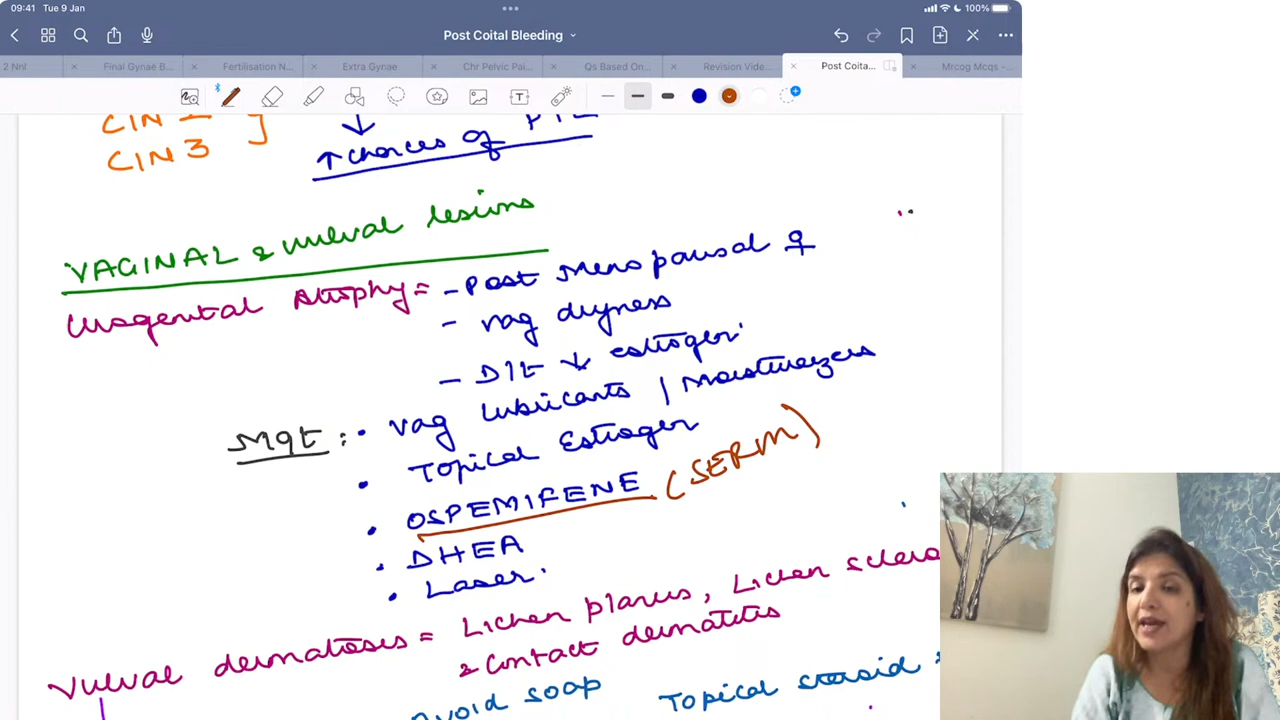 09:41 Tue 9 Jan
100%
Post Coital Bleeding
2 Nhl
Final Gynae B...
Fertilisation N...
Extra Gynae
Chr Pelvic Pai...
Qs Based On...
Revision Vide...
Post Coita...
Mrcog Mcqs -...
CIN 3 ]
↓
↑ chances of PTL
VAGINAL & vulval lesions
Urogenital Atrophy = - Post Menopausal ♀
- vag dryness
- D/t ↓ estrogen
Mgt : • vag lubricants / Moisturizers
• Topical Estrogen
• OSPEMIFENE (SERM)
• DHEA
• Laser
Vulval dermatoses = Lichen planus, Lichen sclero
& contact dermatitis
Avoid soap
Topical steroid